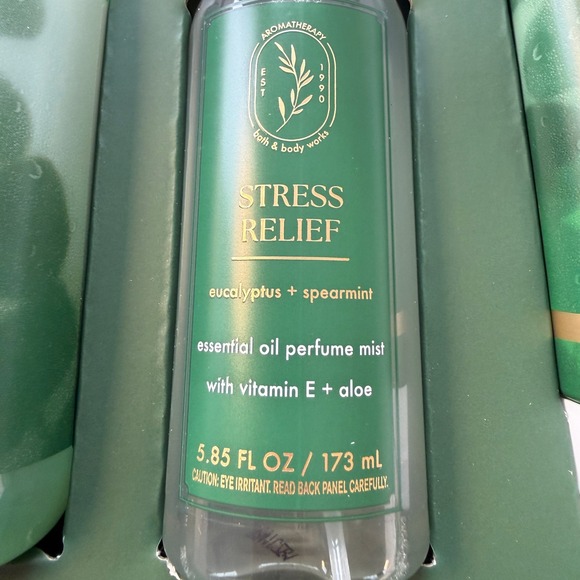 AROMATHERAPY
EST 1990
bath & body works
STRESS
RELIEF
eucalyptus + spearmint
essential oil perfume mist
with vitamin E + aloe
5.85 FL OZ / 173 mL
CAUTION: EYE IRRITANT. READ BACK PANEL CAREFULLY.